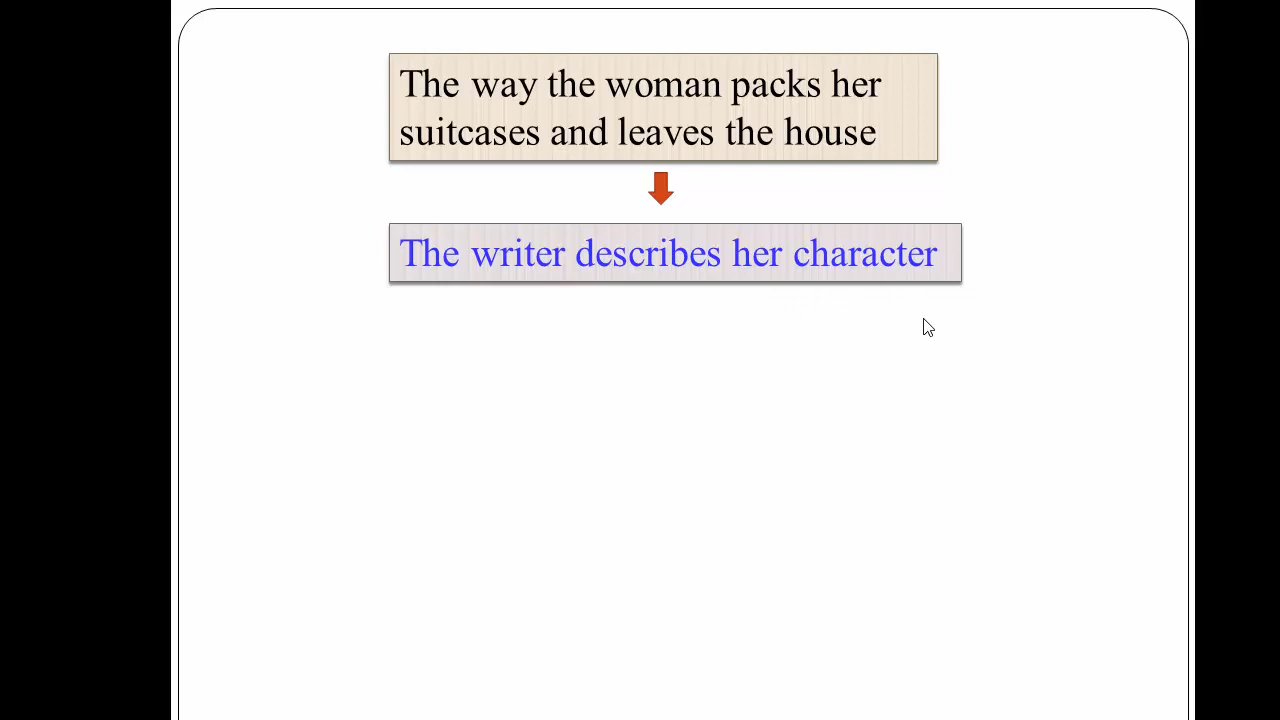 The way the woman packs her
suitcases and leaves the house
The writer describes her character